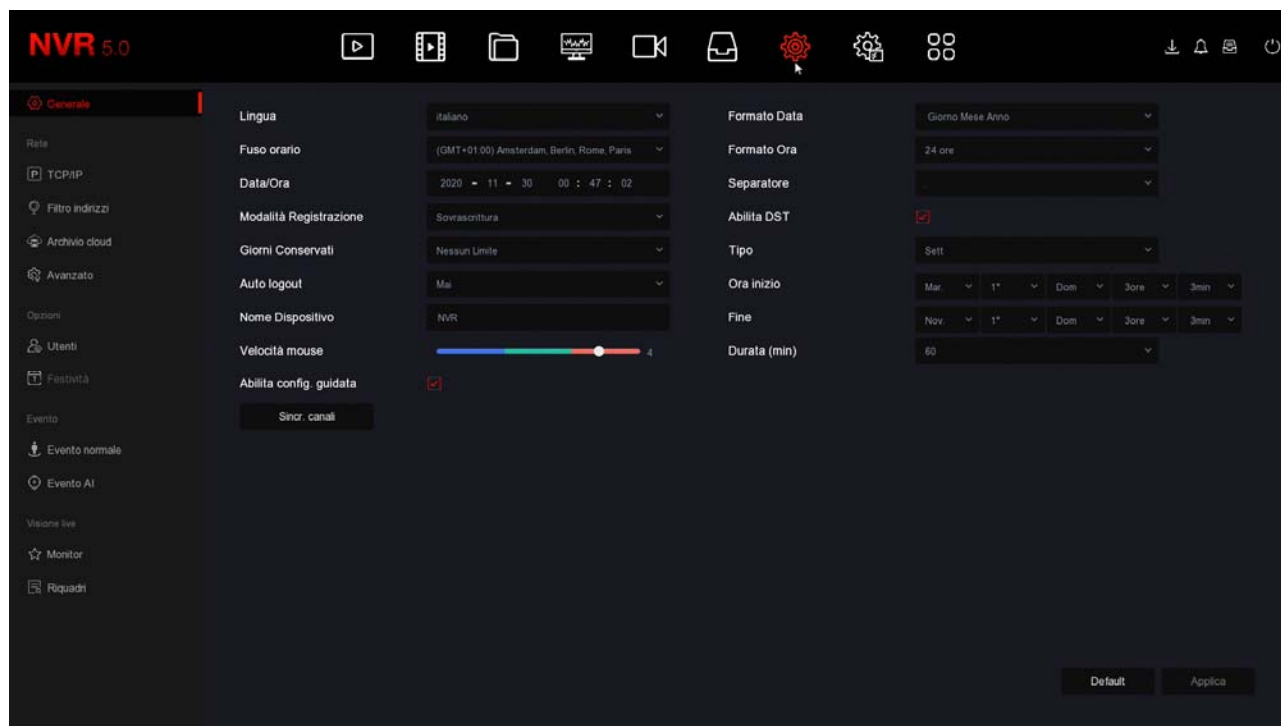 NVR 5.0
Generale
Rete
TCP/IP
Filtro indirizzi
Archivio cloud
Avanzato
Opzioni
Utenti
Festività
Evento
Evento normale
Evento AI
Visione live
Monitor
Riquadri
Lingua italiano
Fuso orario (GMT+01:00) Amsterdam, Berlin, Rome, Paris
Data/Ora 2020 - 11 - 30 00 : 47 : 02
Modalità Registrazione Sovrascrittura
Giorni Conservati Nessun Limite
Auto logout Mai
Nome Dispositivo NVR
Velocità mouse 4
Abilita config. guidata
Sincr. canali
Formato Data Giorno Mese Anno
Formato Ora 24 ore
Separatore .
Abilita DST
Tipo Sett
Ora inizio Mar. 1° Dom 3ore 3min
Fine Nov. 1° Dom 3ore 3min
Durata (min) 60
Default Applica